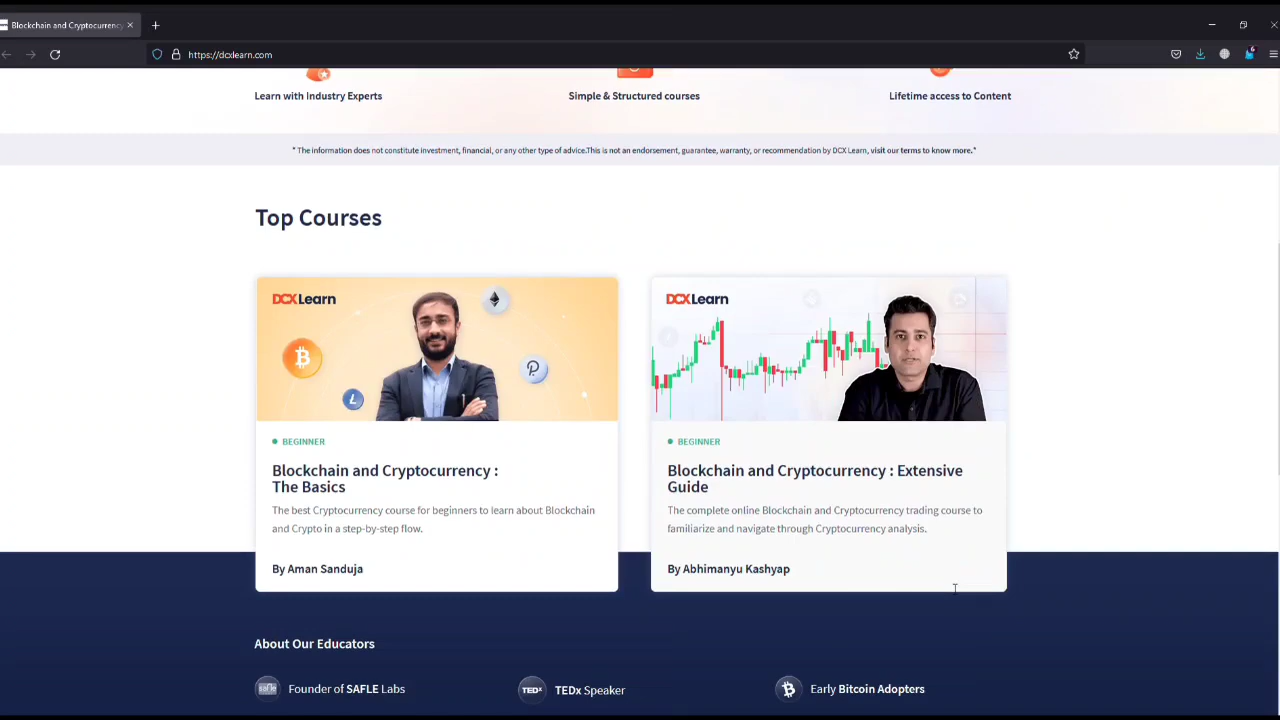 Blockchain and Cryptocurrency
https://dcxlearn.com
Learn with Industry Experts
Simple & Structured courses
Lifetime access to Content
* The information does not constitute investment, financial, or any other type of advice.This is not an endorsement, guarantee, warranty, or recommendation by DCX Learn, visit our terms to know more.*
Top Courses
DCXLearn
BEGINNER
Blockchain and Cryptocurrency :
The Basics
The best Cryptocurrency course for beginners to learn about Blockchain
and Crypto in a step-by-step flow.
By Aman Sanduja
DCXLearn
BEGINNER
Blockchain and Cryptocurrency : Extensive
Guide
The complete online Blockchain and Cryptocurrency trading course to
familiarize and navigate through Cryptocurrency analysis.
By Abhimanyu Kashyap
About Our Educators
safle
Founder of SAFLE Labs
TEDx
TEDx Speaker
Early Bitcoin Adopters